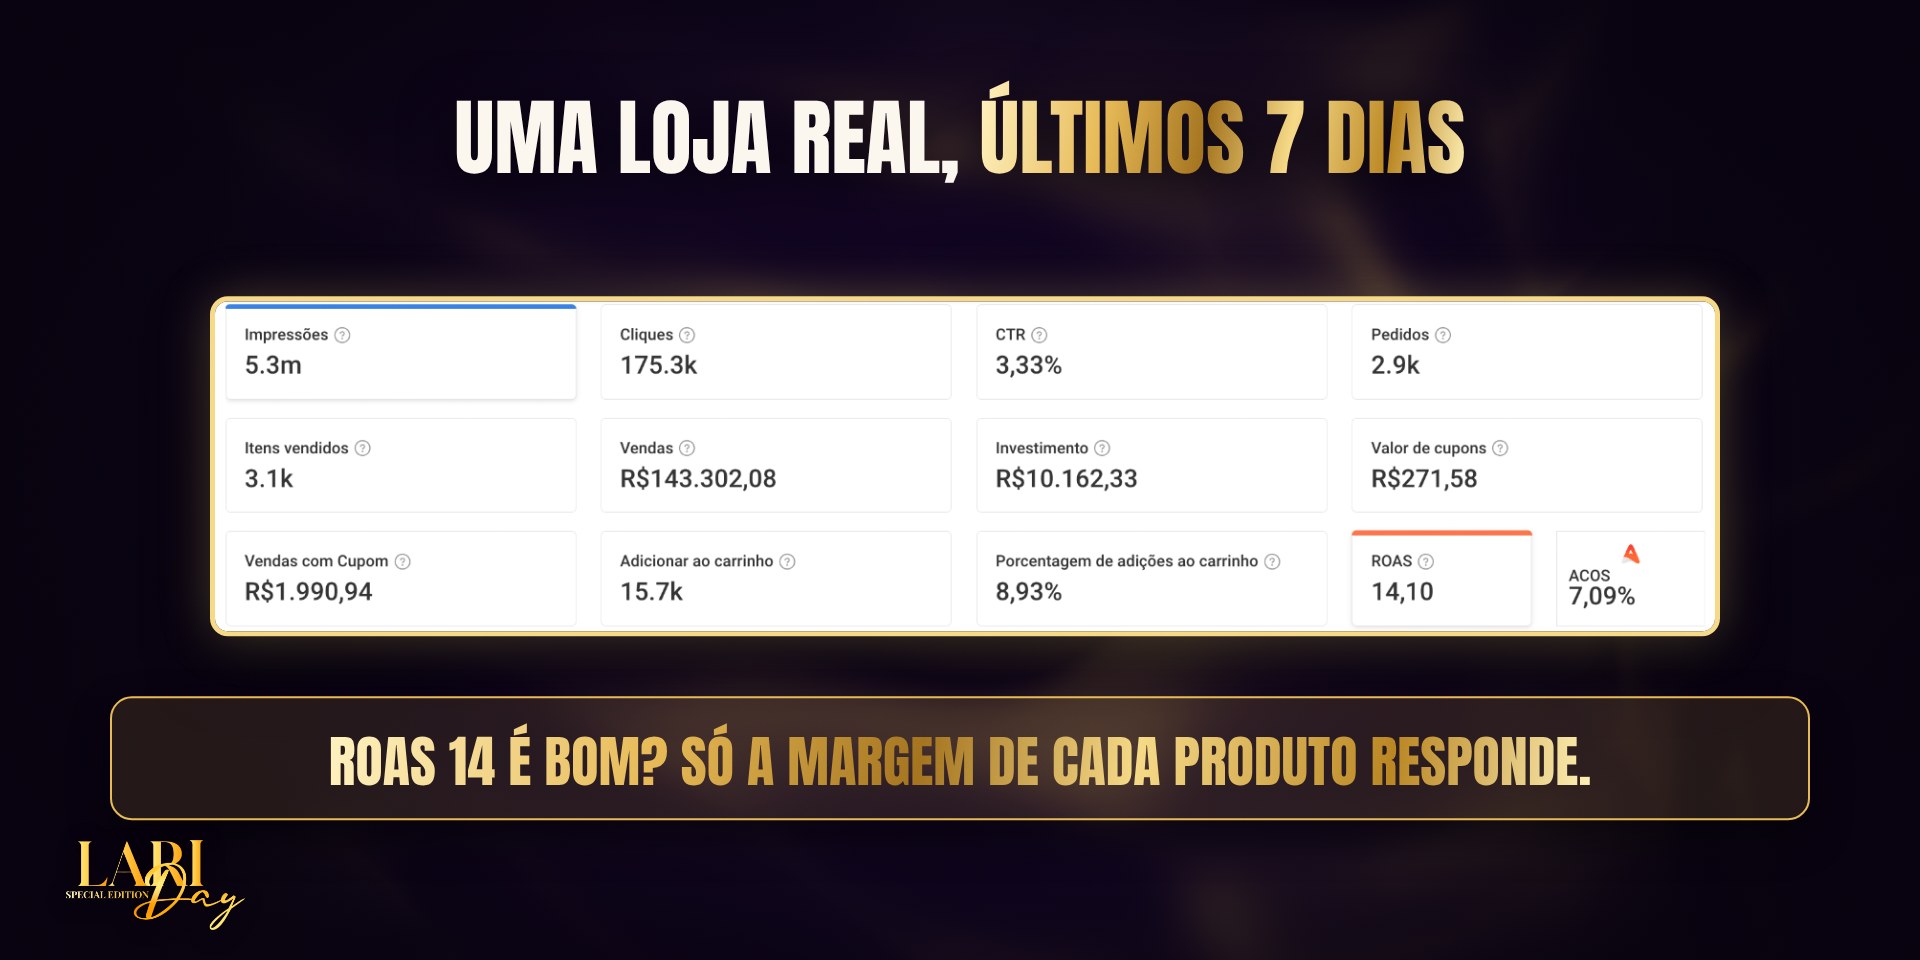 UMA LOJA REAL, ÚLTIMOS 7 DIAS
Impressões ?
5.3m
Cliques ?
175.3k
CTR ?
3,33%
Pedidos ?
2.9k
Itens vendidos ?
3.1k
Vendas ?
R$143.302,08
Investimento ?
R$10.162,33
Valor de cupons ?
R$271,58
Vendas com Cupom ?
R$1.990,94
Adicionar ao carrinho ?
15.7k
Porcentagem de adições ao carrinho ?
8,93%
ROAS ?
14,10
ACOS
7,09%
ROAS 14 É BOM? SÓ A MARGEM DE CADA PRODUTO RESPONDE.
LARI
SPECIAL EDITION Day